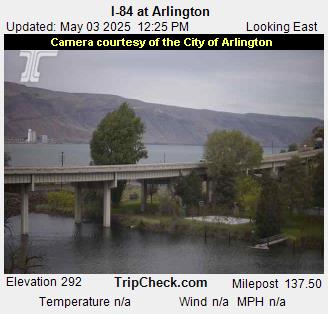 I-84 at Arlington
Updated: May 03 2025 12:25 PM Looking East
Camera courtesy of the City of Arlington
Elevation 292 TripCheck.com Milepost 137.50
Temperature n/a Wind n/a MPH n/a